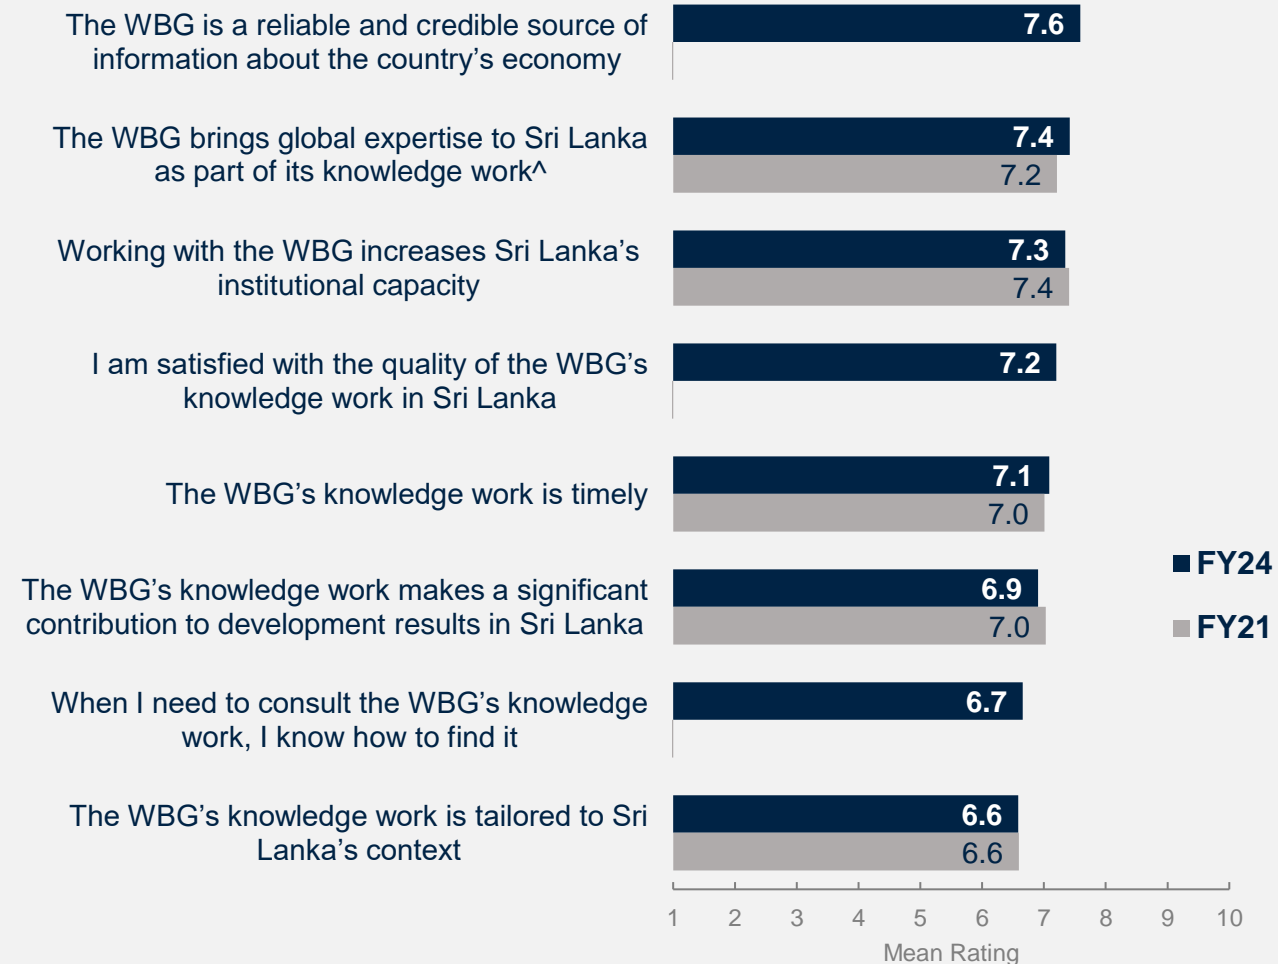 The WBG is a reliable and credible source of
information about the country’s economy
7.6
The WBG brings global expertise to Sri Lanka
as part of its knowledge work^
7.4
7.2
Working with the WBG increases Sri Lanka’s
institutional capacity
7.3
7.4
I am satisfied with the quality of the WBG’s
knowledge work in Sri Lanka
7.2
The WBG’s knowledge work is timely
7.1
7.0
The WBG’s knowledge work makes a significant
contribution to development results in Sri Lanka
6.9
7.0
When I need to consult the WBG’s knowledge
work, I know how to find it
6.7
The WBG’s knowledge work is tailored to Sri
Lanka’s context
6.6
6.6
FY24
FY21
1 2 3 4 5 6 7 8 9 10
Mean Rating